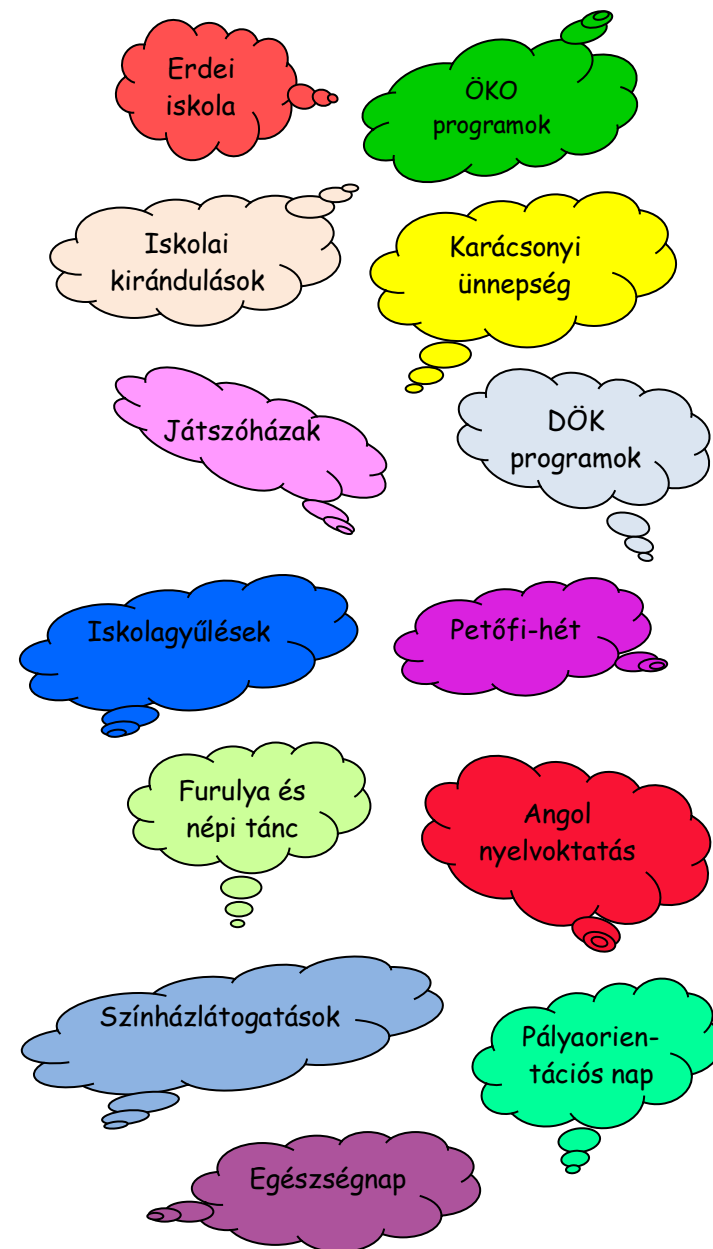 Erdei
iskola
ÖKO
programok
Iskolai
kirándulások
Karácsonyi
ünnepség
Játszóházak
DÖK
programok
Iskolagyűlések
Petőfi-hét
Furulya és
népi tánc
Angol
nyelvoktatás
Színházlátogatások
Pályaorien-
tációs nap
Egészségnap